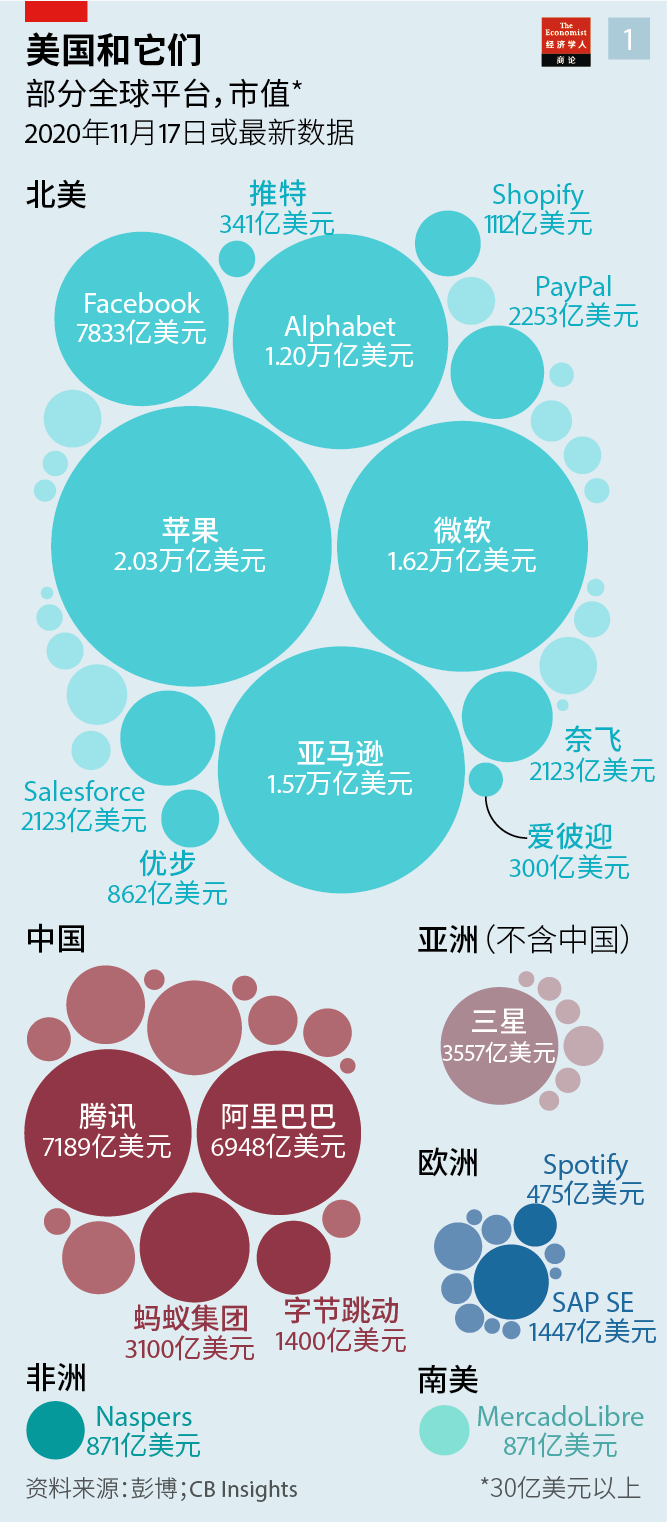 美国和它们
The
Economist
经济学人
商论
1
部分全球平台，市值*
2020年11月17日或最新数据
北美
推特
341亿美元
Shopify
1112亿美元
Facebook
7833亿美元
Alphabet
1.20万亿美元
PayPal
2253亿美元
苹果
2.03万亿美元
微软
1.62万亿美元
亚马逊
1.57万亿美元
奈飞
2123亿美元
Salesforce
2123亿美元
优步
862亿美元
爱彼迎
300亿美元
中国
腾讯
7189亿美元
阿里巴巴
6948亿美元
蚂蚁集团
3100亿美元
字节跳动
1400亿美元
亚洲（不含中国）
三星
3557亿美元
欧洲
Spotify
475亿美元
SAP SE
1447亿美元
非洲
Naspers
871亿美元
南美
MercadoLibre
871亿美元
资料来源：彭博；CB Insights
*30亿美元以上